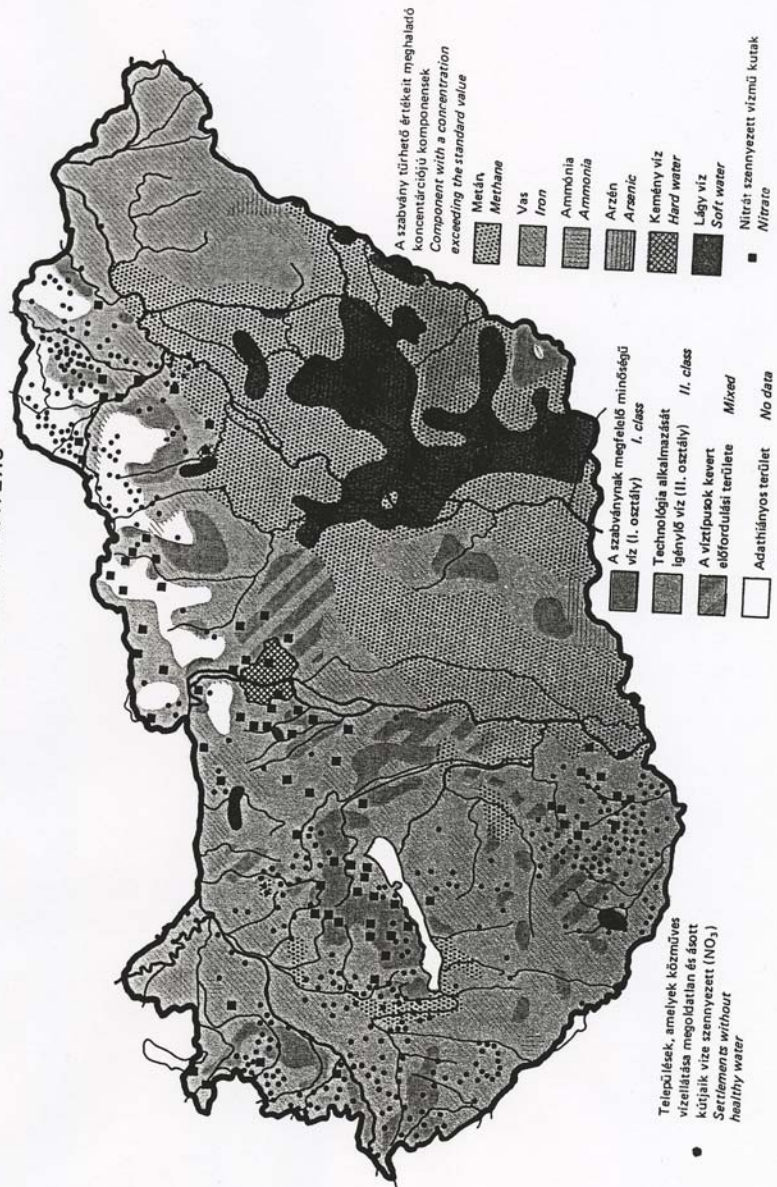 A szabvány tűrhető értékeit meghaladó
koncentárciójú komponensek
Component with a concentration
exceeding the standard value
Metán
Methane
Vas
Iron
Ammónia
Ammonia
Arzén
Arsenic
Kemény víz
Hard water
Lágy víz
Soft water
Nitrát szennyezett vízmű kutak
Nitrate
A szabványnak megfelelő minőségű
víz (I. osztály) I. class
Technológia alkalmazását
igénylő víz (II. osztály) II. class
A víztípusok kevert
előfordulási területe Mixed
Adathiányos terület No data
Települések, amelyek közműves
vízellátása megoldatlan és ásott
kútjaik vize szennyezett (NO3)
Settlements without
healthy water